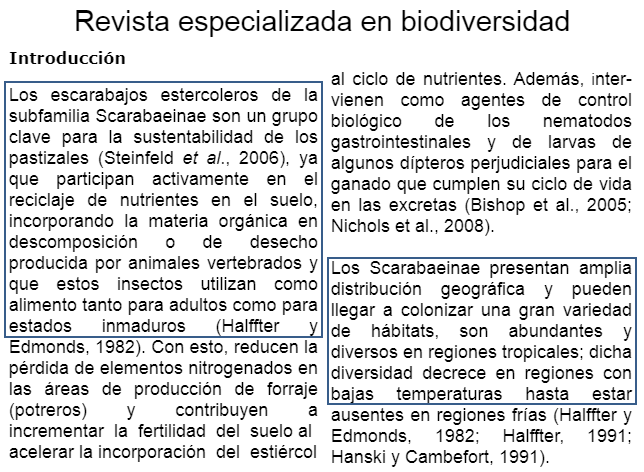 Revista especializada en biodiversidad
Introducción
Los escarabajos estercoleros de la
subfamilia Scarabaeinae son un grupo
clave para la sustentabilidad de los
pastizales (Steinfeld et al., 2006), ya
que participan activamente en el
reciclaje de nutrientes en el suelo,
incorporando la materia orgánica en
descomposición o de desecho
producida por animales vertebrados y
que estos insectos utilizan como
alimento tanto para adultos como para
estados inmaduros (Halffter y
Edmonds, 1982). Con esto, reducen la
pérdida de elementos nitrogenados en
las áreas de producción de forraje
(potreros) y contribuyen a
incrementar la fertilidad del suelo al
acelerar la incorporación del estiércol
al ciclo de nutrientes. Además, inter-
vienen como agentes de control
biológico de los nematodos
gastrointestinales y de larvas de
algunos dípteros perjudiciales para el
ganado que cumplen su ciclo de vida
en las excretas (Bishop et al., 2005;
Nichols et al., 2008).
Los Scarabaeinae presentan amplia
distribución geográfica y pueden
llegar a colonizar una gran variedad
de hábitats, son abundantes y
diversos en regiones tropicales; dicha
diversidad decrece en regiones con
bajas temperaturas hasta estar
ausentes en regiones frías (Halffter y
Edmonds, 1982; Halffter, 1991;
Hanski y Cambefort, 1991).